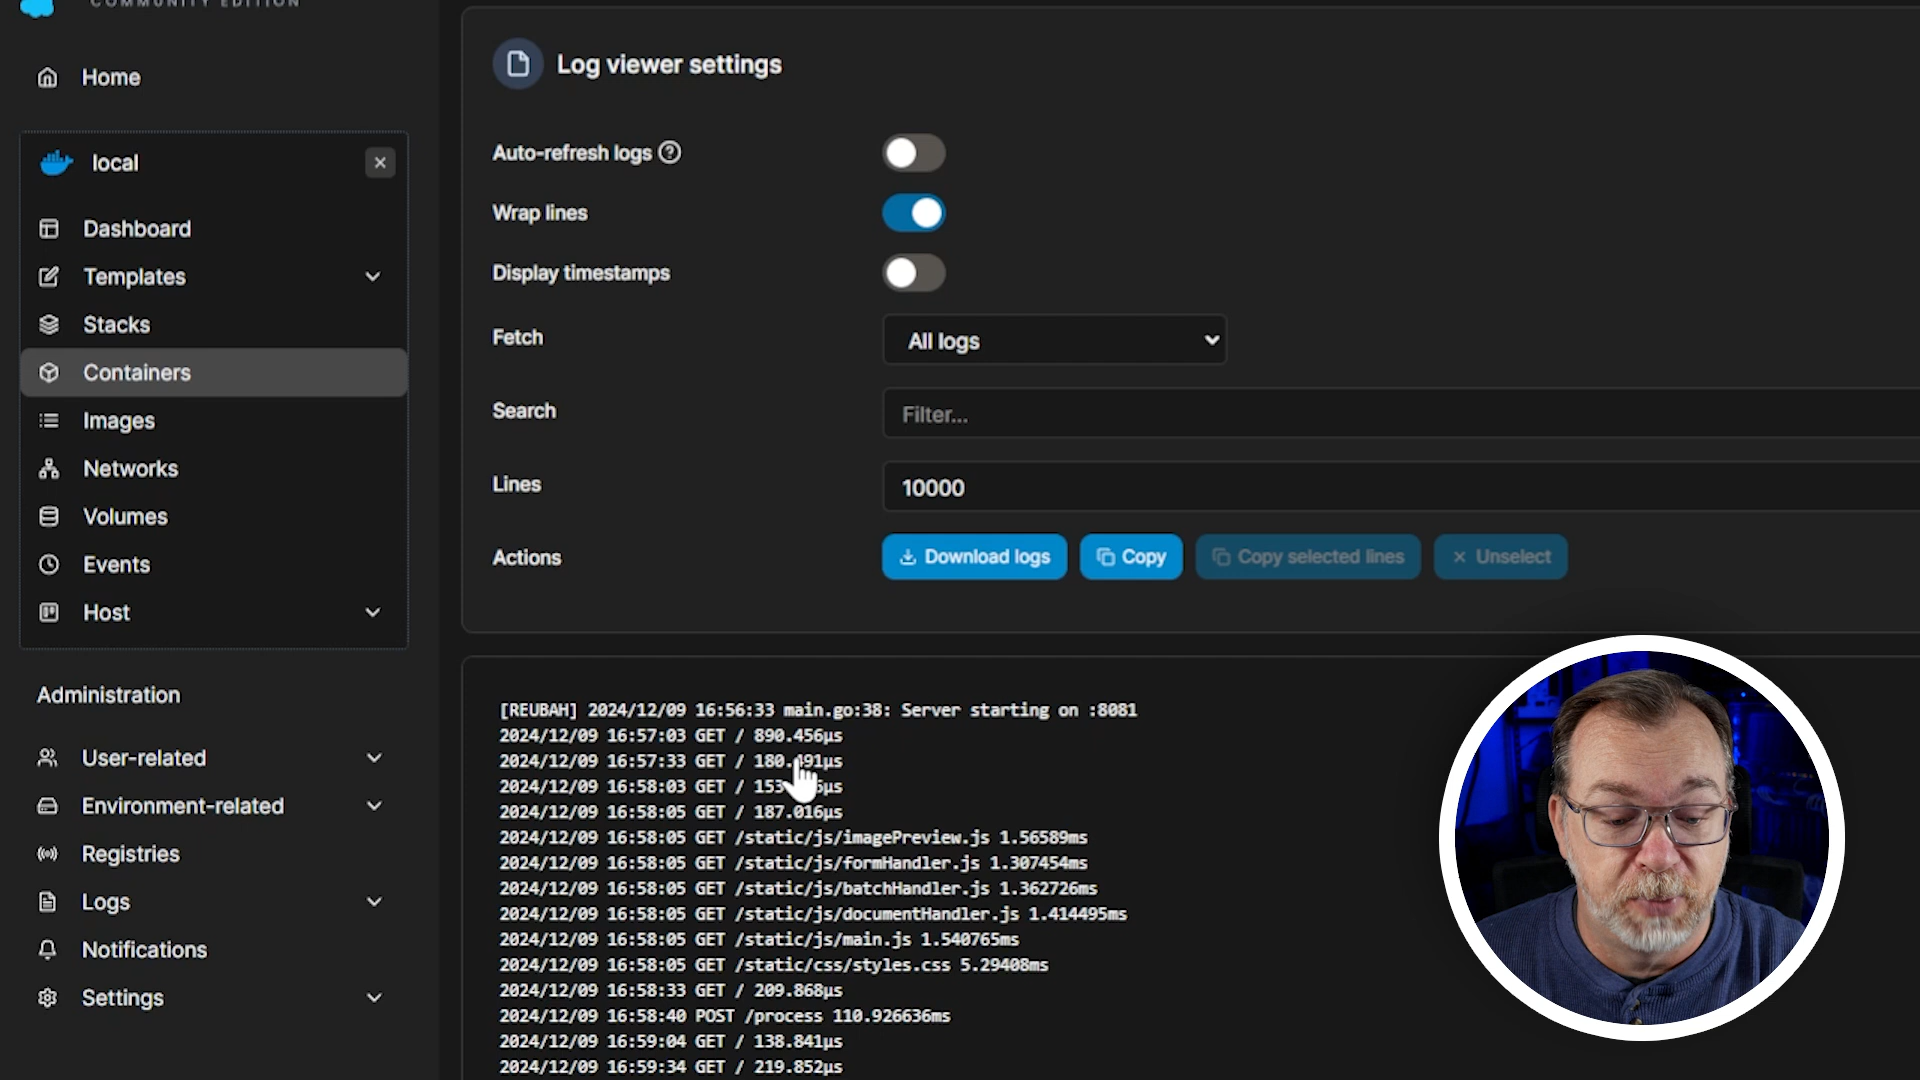 COMMUNITY EDITION
Home
local
Dashboard
Templates
Stacks
Containers
Images
Networks
Volumes
Events
Host
Administration
User-related
Environment-related
Registries
Logs
Notifications
Settings
Log viewer settings
Auto-refresh logs
Wrap lines
Display timestamps
Fetch All logs
Search Filter...
Lines 10000
Actions Download logs Copy Copy selected lines Unselect
[REUBAH] 2024/12/09 16:56:33 main.go:38: Server starting on :8081
2024/12/09 16:57:03 GET / 890.456µs
2024/12/09 16:57:33 GET / 180.491µs
2024/12/09 16:58:03 GET /
2024/12/09 16:58:05 GET / 187.016µs
2024/12/09 16:58:05 GET /static/js/imagePreview.js 1.56589ms
2024/12/09 16:58:05 GET /static/js/formHandler.js 1.307454ms
2024/12/09 16:58:05 GET /static/js/batchHandler.js 1.362726ms
2024/12/09 16:58:05 GET /static/js/documentHandler.js 1.414495ms
2024/12/09 16:58:05 GET /static/js/main.js 1.540765ms
2024/12/09 16:58:05 GET /static/css/styles.css 5.29408ms
2024/12/09 16:58:33 GET / 209.868µs
2024/12/09 16:58:40 POST /process 110.926636ms
2024/12/09 16:59:04 GET / 138.841µs
2024/12/09 16:59:34 GET / 219.852µs